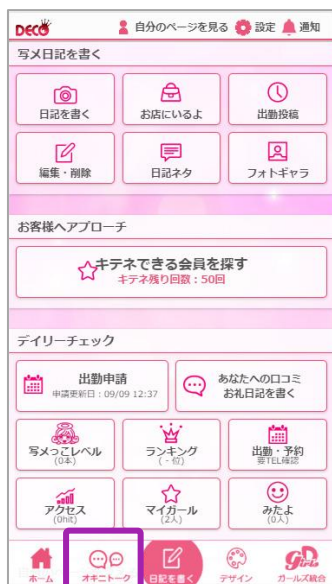 DECO 自分のページを見る 設定 通知
写メ日記を書く
日記を書く お店にいるよ 出勤投稿
編集・削除 日記ネタ フォトギャラ
お客様へアプローチ
キテネできる会員を探す
キテネ残り回数：50回
デイリーチェック
出勤申請
申請更新日：09/09 12:37
あなたへの口コミ
お礼日記を書く
写メっこレベル
(0本)
ランキング
( - 位)
出勤・予約
要TEL確認
アクセス
(0hit)
マイガール
(2人)
みたよ
(0人)
ホーム オキニトーク 日記を書く デザイン ガールズ統合